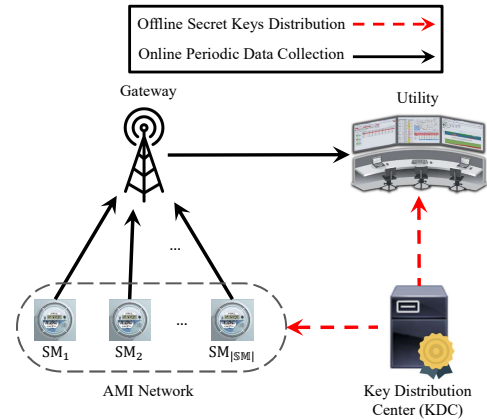 Offline Secret Keys Distribution
Online Periodic Data Collection
Gateway
Utility
...
...
SM₁ SM₂ SM|𝕊𝕄|
AMI Network
Key Distribution
Center (KDC)